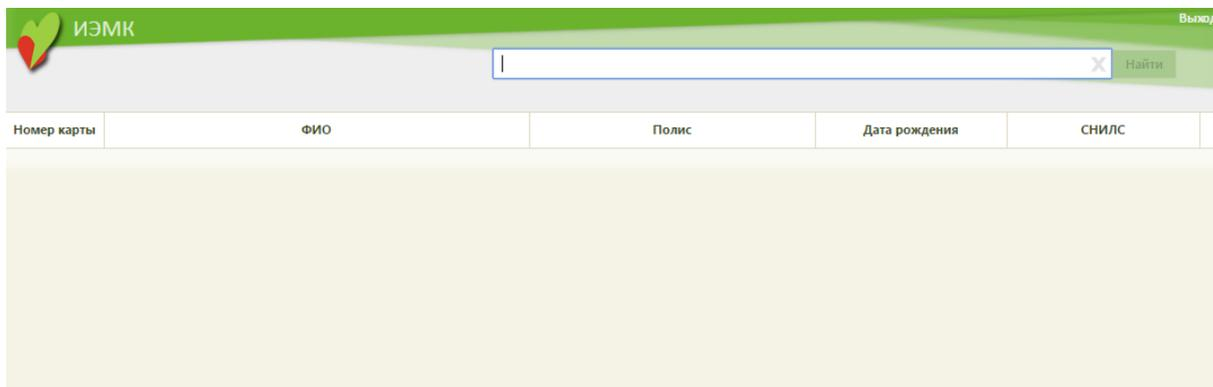 ИЭМК
Выход
X Найти
Номер карты ФИО Полис Дата рождения СНИЛС